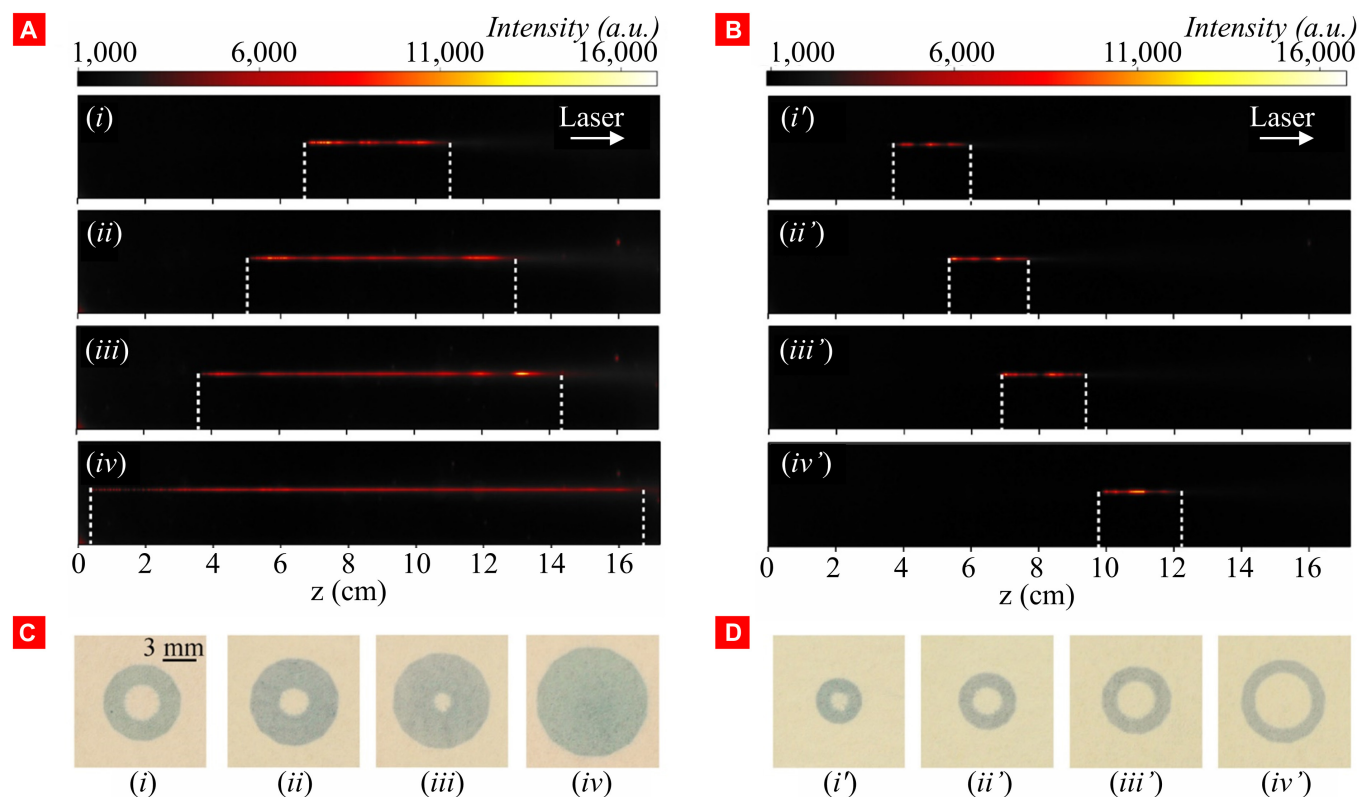 A
Intensity (a.u.)
1,000 6,000 11,000 16,000
(i)
Laser
(ii)
(iii)
(iv)
0 2 4 6 8 10 12 14 16
z (cm)
B
Intensity (a.u.)
1,000 6,000 11,000 16,000
(i')
Laser
(ii’)
(iii’)
(iv’)
0 2 4 6 8 10 12 14 16
z (cm)
C
3 mm
(i) (ii) (iii) (iv)
D
(i') (ii’) (iii’) (iv’)